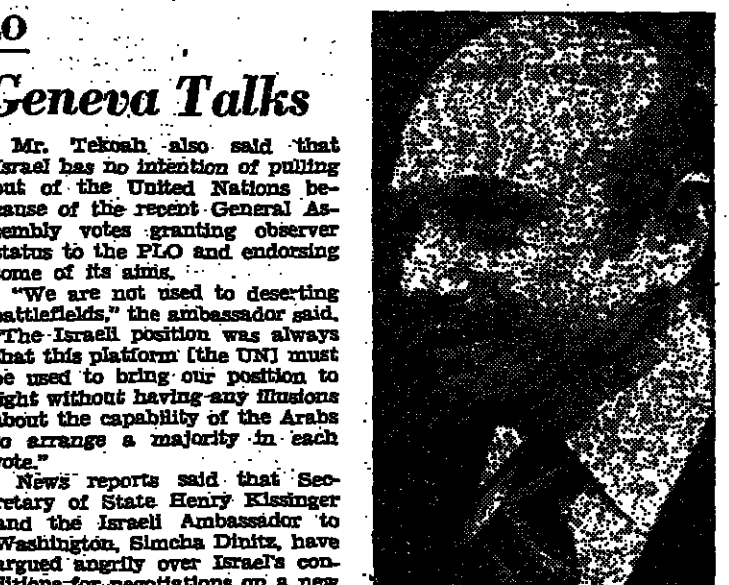 LO
Geneva Talks
Mr. Tekoah also said that
Israel has no intention of pulling
out of the United Nations be-
cause of the recent General As-
sembly votes granting observer
status to the PLO and endorsing
some of its aims.
"We are not used to deserting
battlefields," the ambassador said.
"The Israeli position was always
that this platform [the UN] must
be used to bring our position to
light without having any illusions
about the capability of the Arabs
to arrange a majority in each
vote."
News reports said that Sec-
retary of State Henry Kissinger
and the Israeli Ambassador to
Washington, Simcha Dinitz, have
argued angrily over Israel's con-
ditions for negotiations on a new